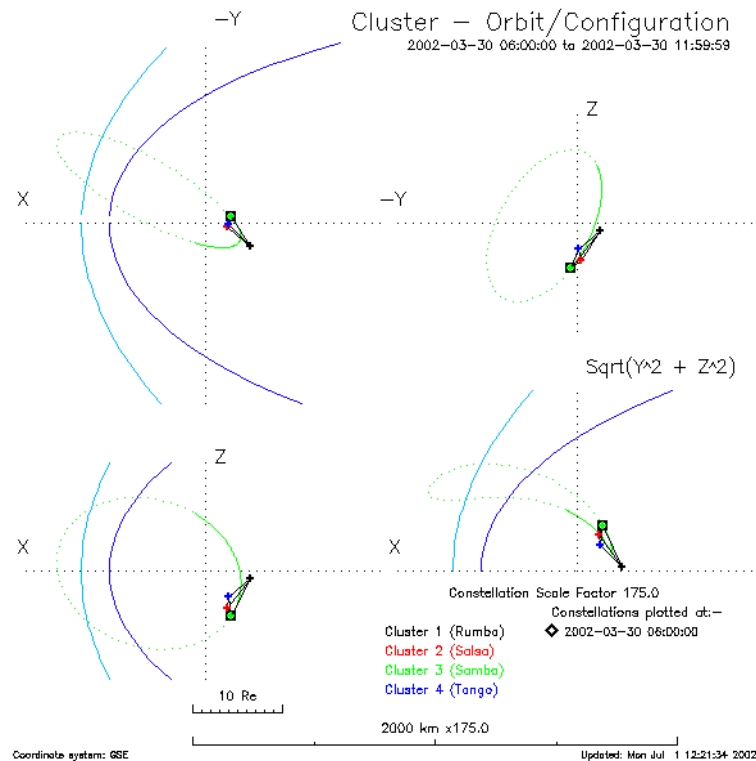 Cluster – Orbit/Configuration
2002–03–30 06:00:00 ta 2002–03–30 11:59:59
–Y
Z
X
–Y
Sqrt(Y^2 + Z^2)
Z
X
X
Constellation Scale Factor 175.0
Constellations plotted at:–
2002–03–30 06:00:00
Cluster 1 (Rumba)
Cluster 2 (Salsa)
Cluster 3 (Samba)
Cluster 4 (Tango)
10 Re
2000 km x175.0
Coordinate system: GSE
Updated: Mon Jul 1 12:21:34 2002